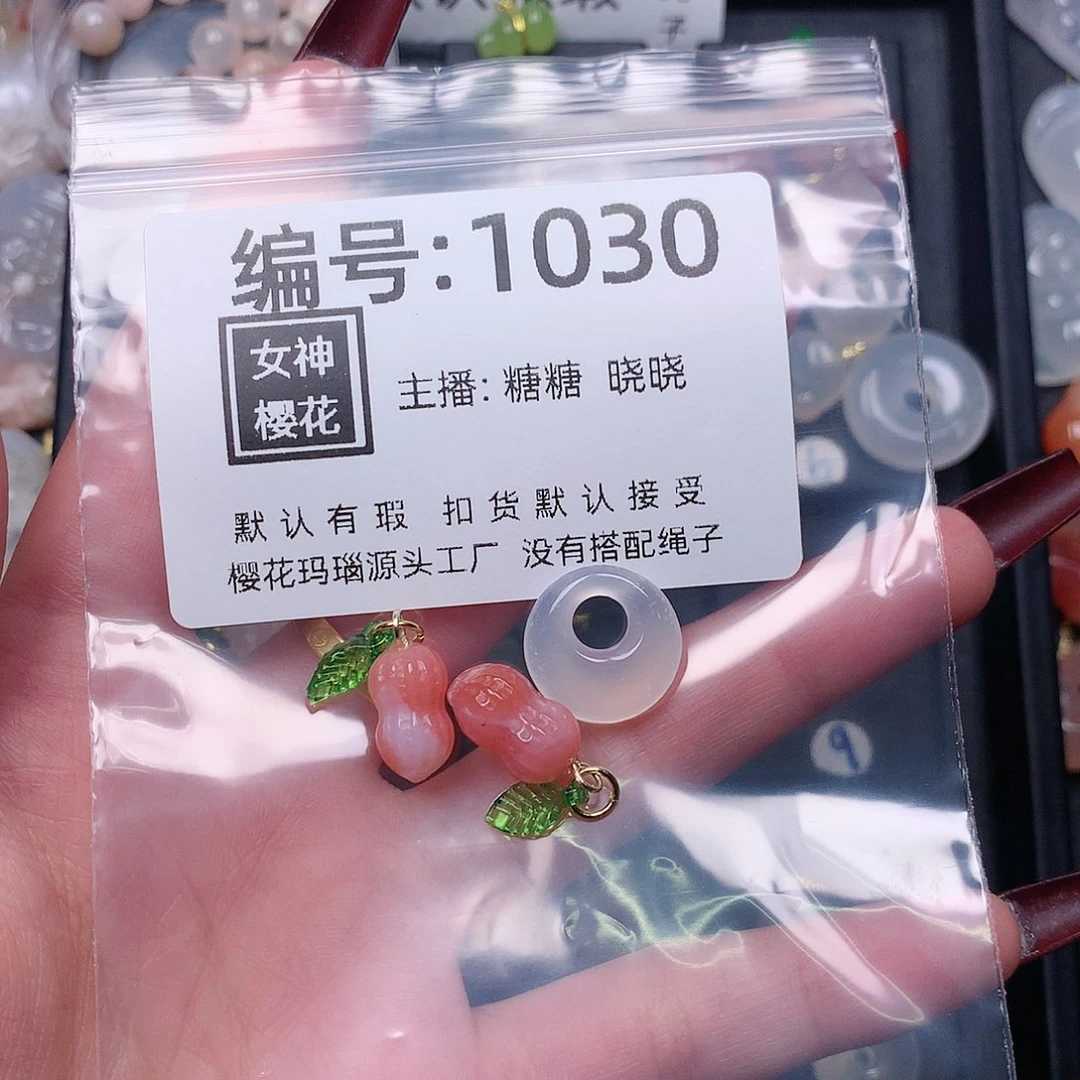 编号:1030
女神
樱花
主播: 糖糖 晓晓
默认有瑕 扣货默认接受
樱花玛瑙源头工厂 没有搭配绳子
9